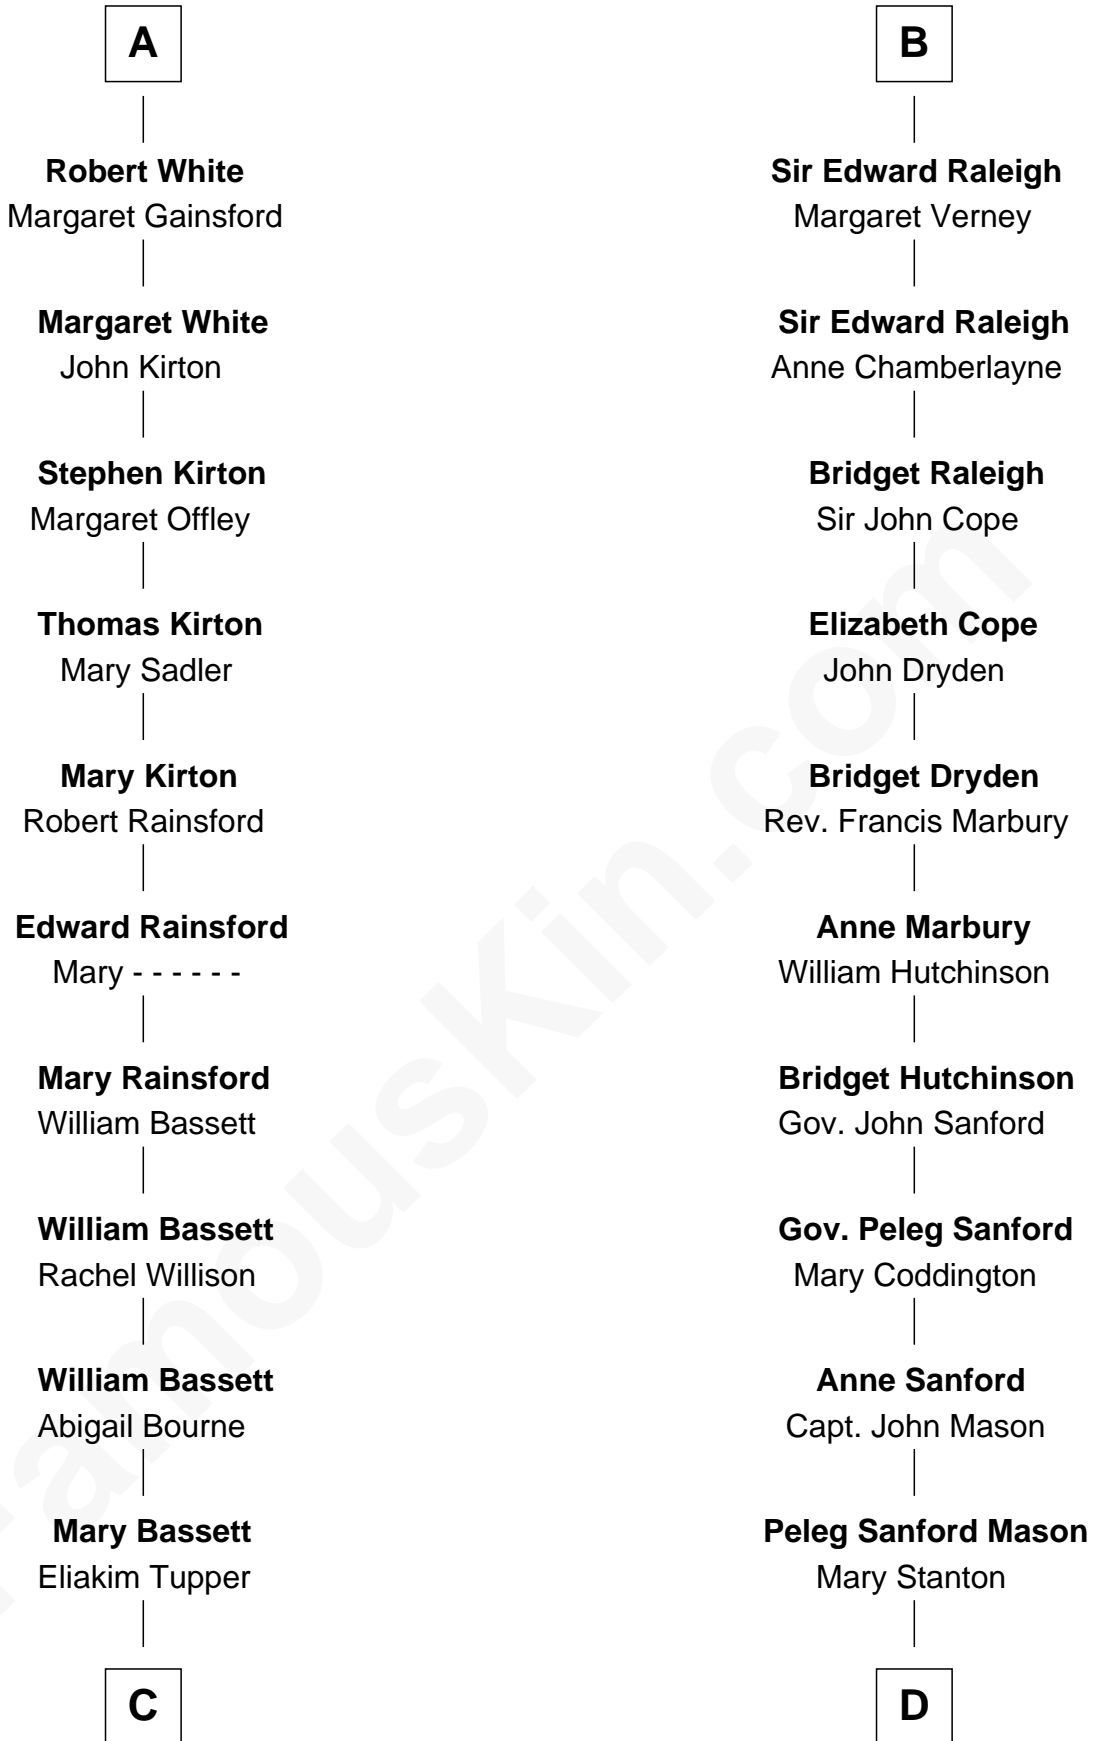 A
Robert White
Margaret Gainsford
Margaret White
John Kirton
Stephen Kirton
Margaret Offley
Thomas Kirton
Mary Sadler
Mary Kirton
Robert Rainsford
Edward Rainsford
Mary - - - - - -
Mary Rainsford
William Bassett
William Bassett
Rachel Willison
William Bassett
Abigail Bourne
Mary Bassett
Eliakim Tupper
C
B
Sir Edward Raleigh
Margaret Verney
Sir Edward Raleigh
Anne Chamberlayne
Bridget Raleigh
Sir John Cope
Elizabeth Cope
John Dryden
Bridget Dryden
Rev. Francis Marbury
Anne Marbury
William Hutchinson
Bridget Hutchinson
Gov. John Sanford
Gov. Peleg Sanford
Mary Coddington
Anne Sanford
Capt. John Mason
Peleg Sanford Mason
Mary Stanton
D
FamousKin.com